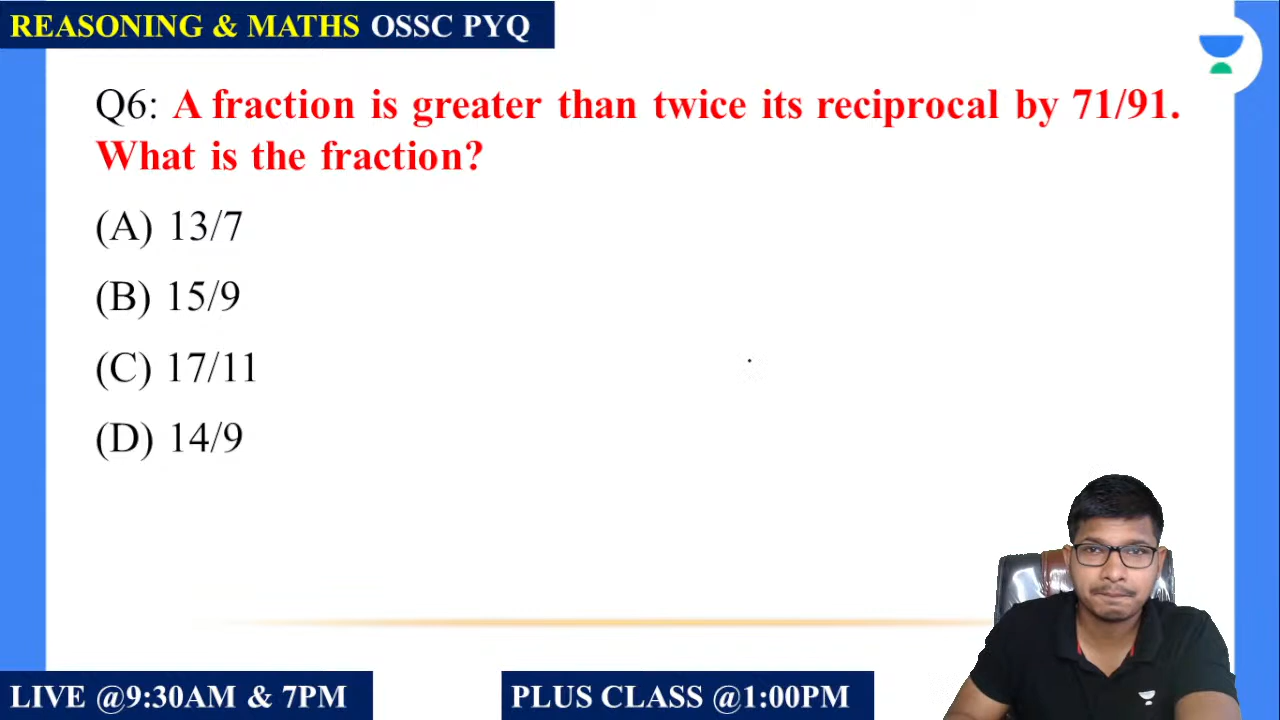 REASONING & MATHS OSSC PYQ
Q6: A fraction is greater than twice its reciprocal by 71/91.
What is the fraction?
(A) 13/7
(B) 15/9
(C) 17/11
(D) 14/9
LIVE @9:30AM & 7PM
PLUS CLASS @1:00PM